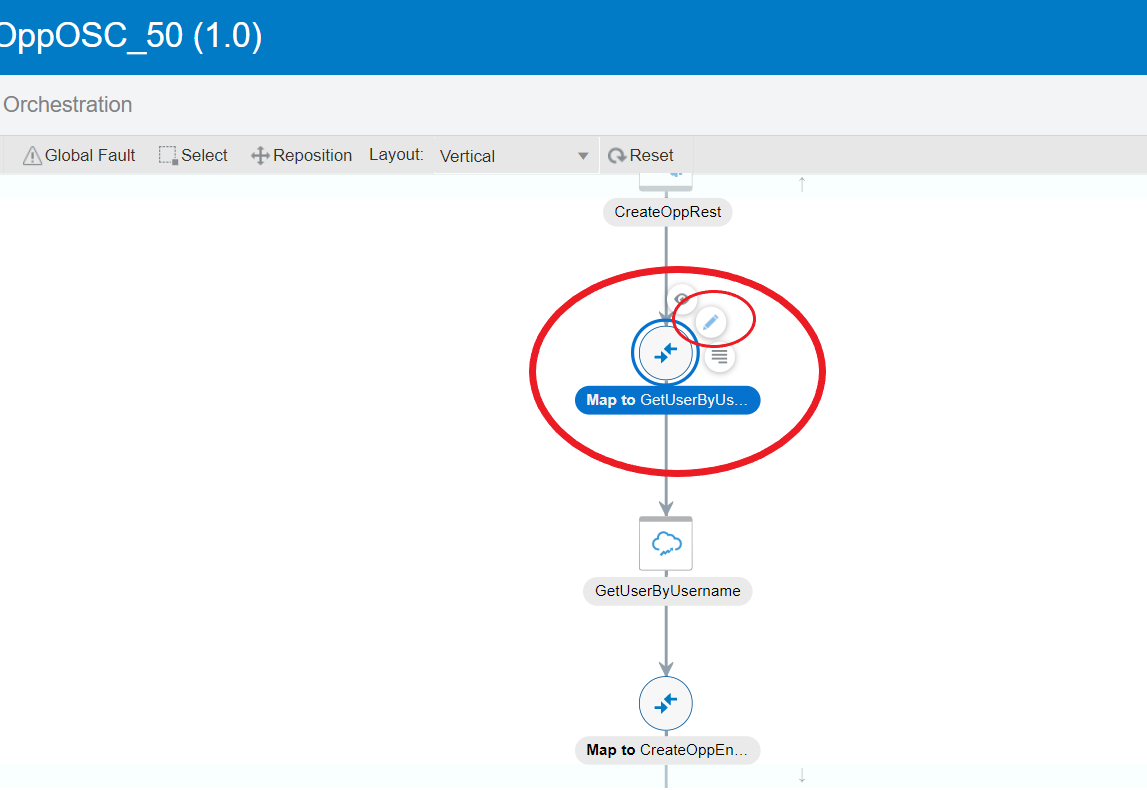 OppOSC_50 (1.0)
Orchestration
Global Fault Select Reposition Layout: Vertical Reset
CreateOppRest
Map to GetUserByUs...
GetUserByUsername
Map to CreateOppEn...